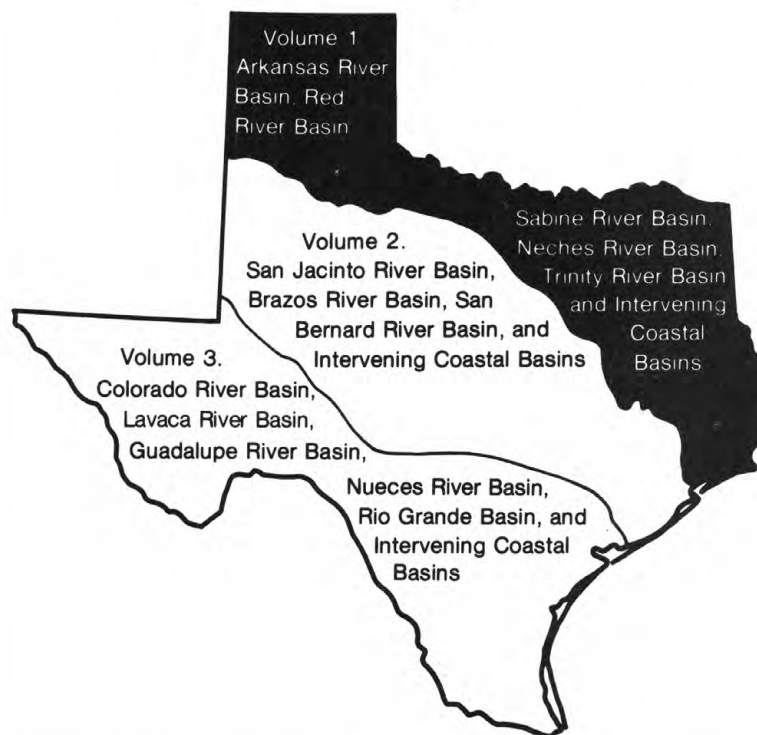 Volume 1
Arkansas River
Basin, Red
River Basin
Sabine River Basin,
Neches River Basin,
Trinity River Basin
and Intervening
Coastal
Basins
Volume 2.
San Jacinto River Basin,
Brazos River Basin, San
Bernard River Basin, and
Intervening Coastal Basins
Volume 3.
Colorado River Basin,
Lavaca River Basin,
Guadalupe River Basin,
Nueces River Basin,
Rio Grande Basin, and
Intervening Coastal
Basins